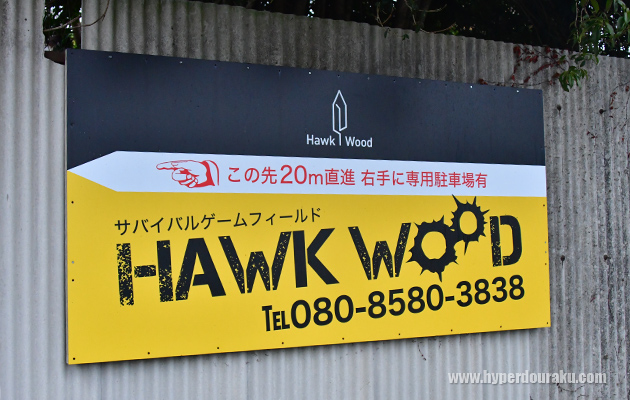 Hawk Wood
この先20m直進 右手に専用駐車場有
サバイバルゲームフィールド
HAWK WOOD
TEL080-8580-3838
www.hyperdouraku.com